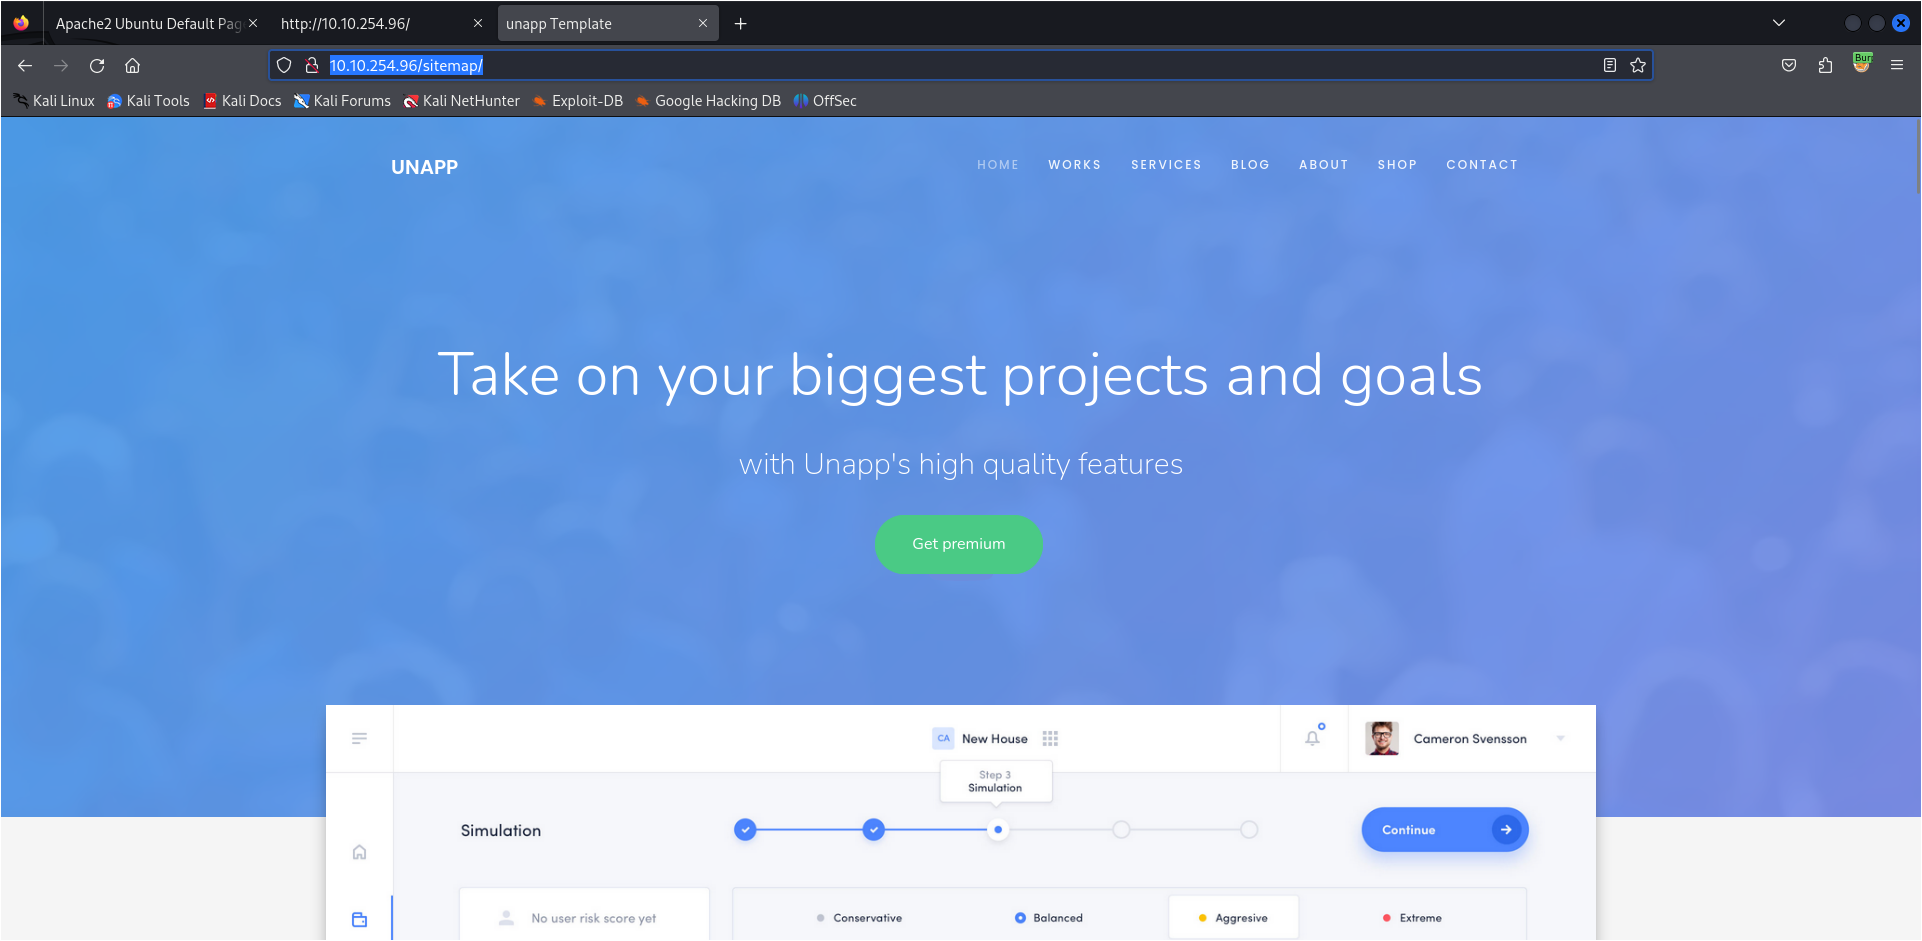 Apache2 Ubuntu Default Pag
http://10.10.254.96/
unapp Template
10.10.254.96/sitemap/
Bur
Kali Linux Kali Tools Kali Docs Kali Forums Kali NetHunter Exploit-DB Google Hacking DB OffSec
UNAPP
HOME WORKS SERVICES BLOG ABOUT SHOP CONTACT
Take on your biggest projects and goals
with Unapp's high quality features
Get premium
CA New House
Cameron Svensson
Step 3
Simulation
Simulation
Continue
No user risk score yet
Conservative Balanced Aggresive Extreme